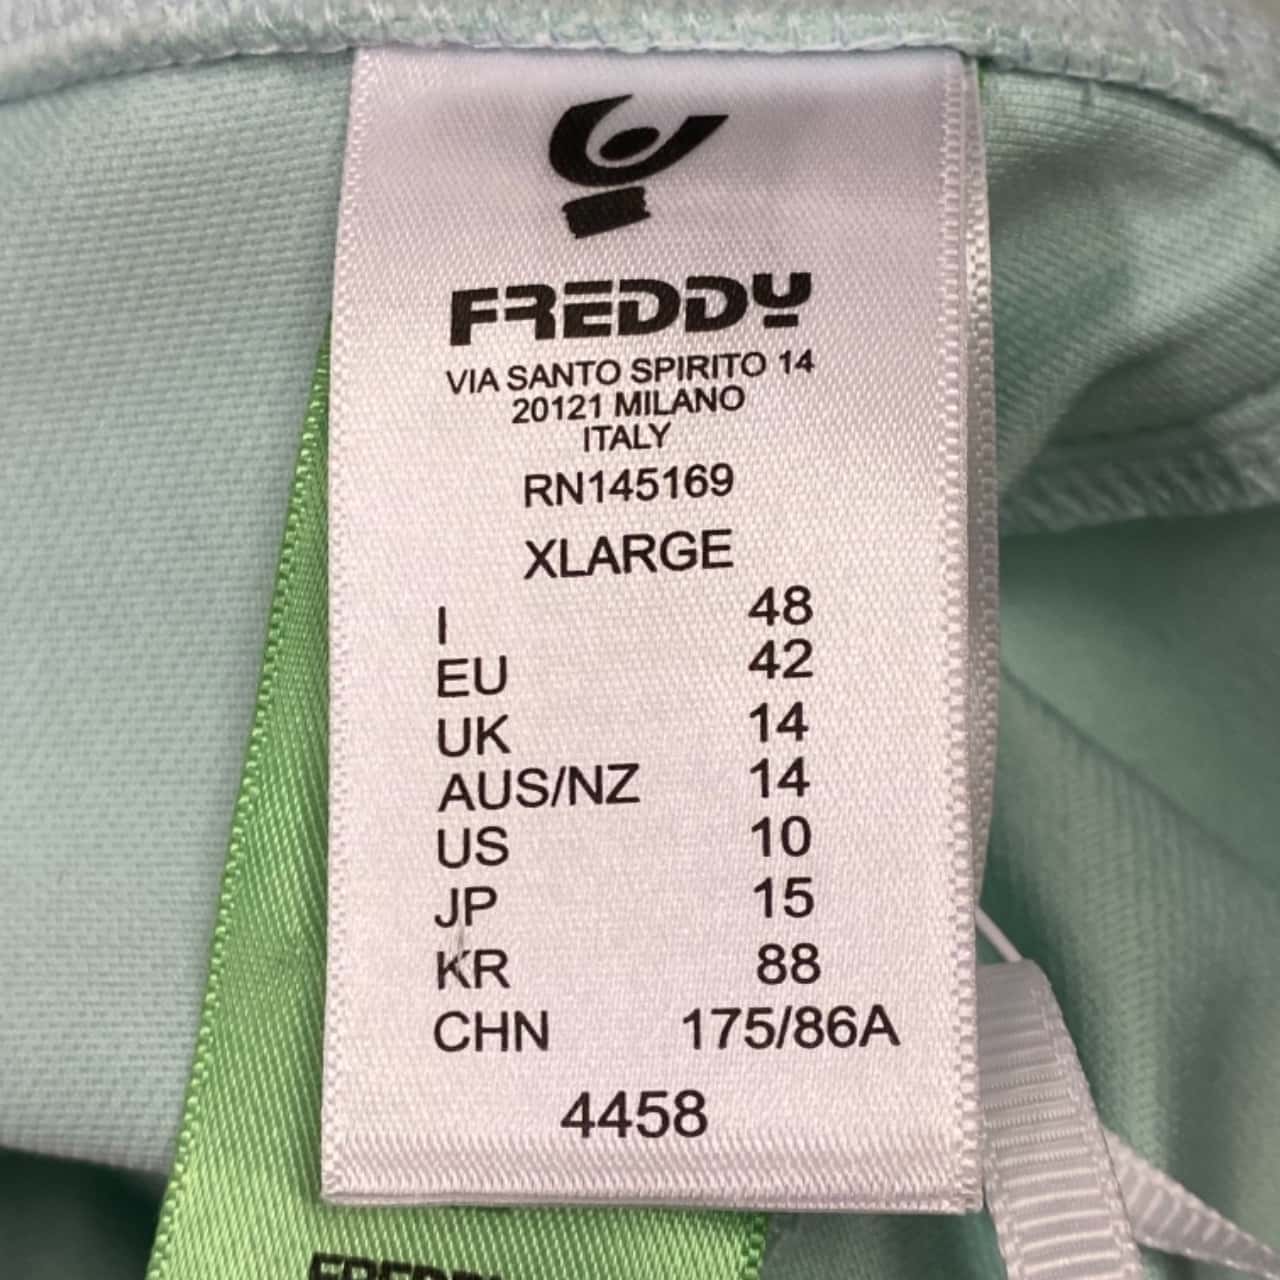 FREDDY
VIA SANTO SPIRITO 14
20121 MILANO
ITALY
RN145169
XLARGE
I 48
EU 42
UK 14
AUS/NZ 14
US 10
JP 15
KR 88
CHN 175/86A
4458